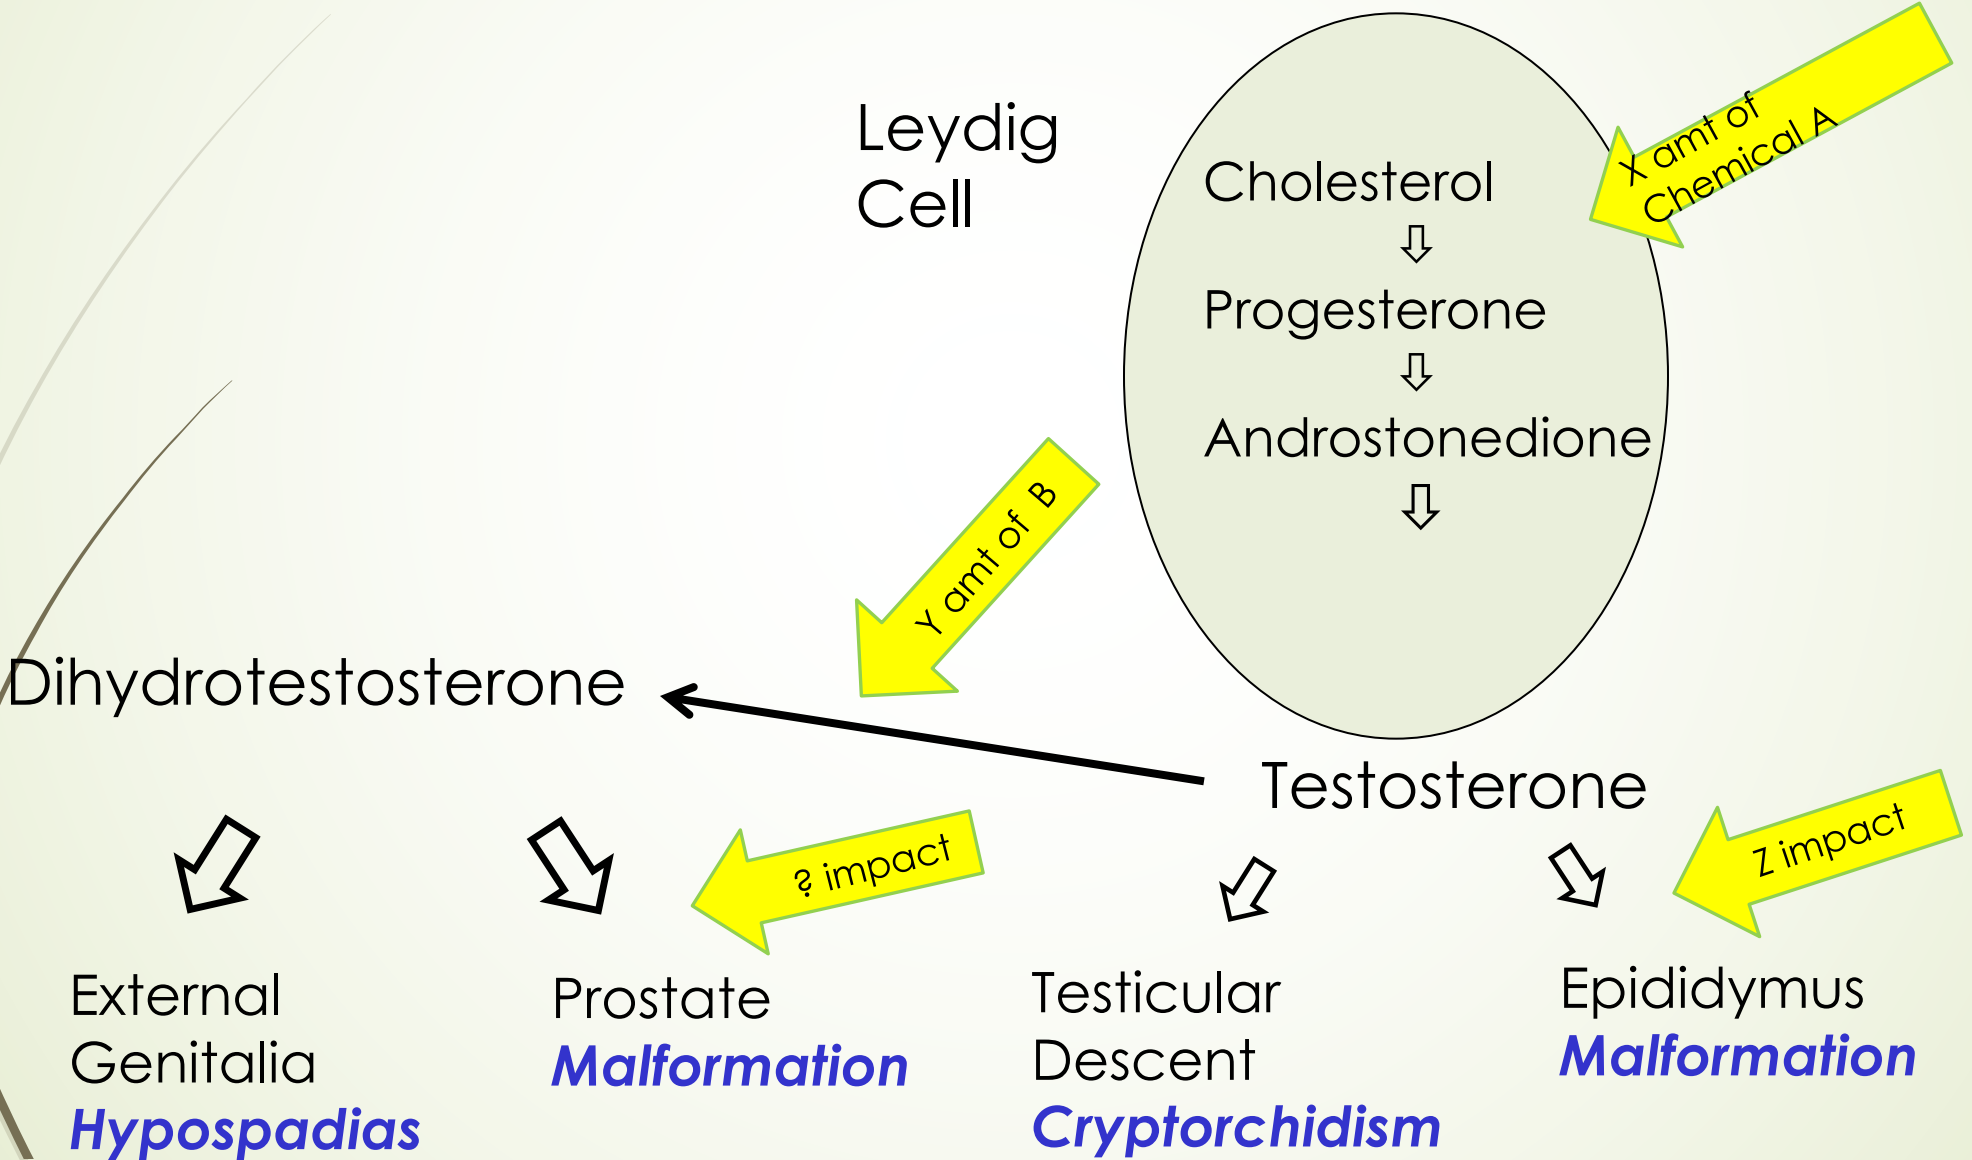 Leydig
Cell
Cholesterol
Progesterone
Androstonedione
X amt of
Chemical A
Y amt of B
Dihydrotestosterone
Testosterone
? impact
Z impact
External
Genitalia
Hypospadias
Prostate
Malformation
Testicular
Descent
Cryptorchidism
Epididymus
Malformation